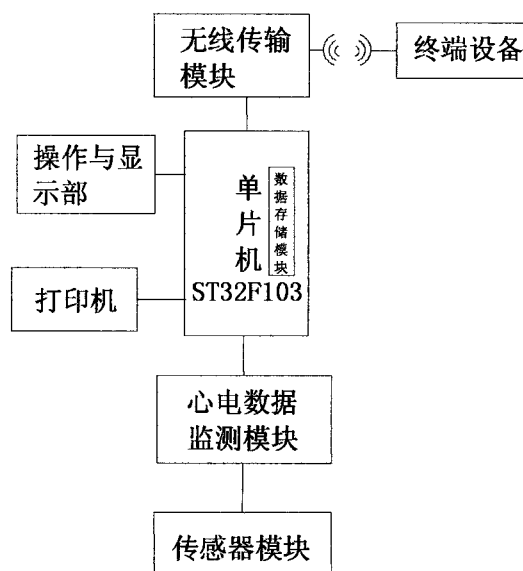 无线传输
模块
终端设备
操作与显
示部
单
片
机
数
据
存
储
模
块
ST32F103
打印机
心电数据
监测模块
传感器模块